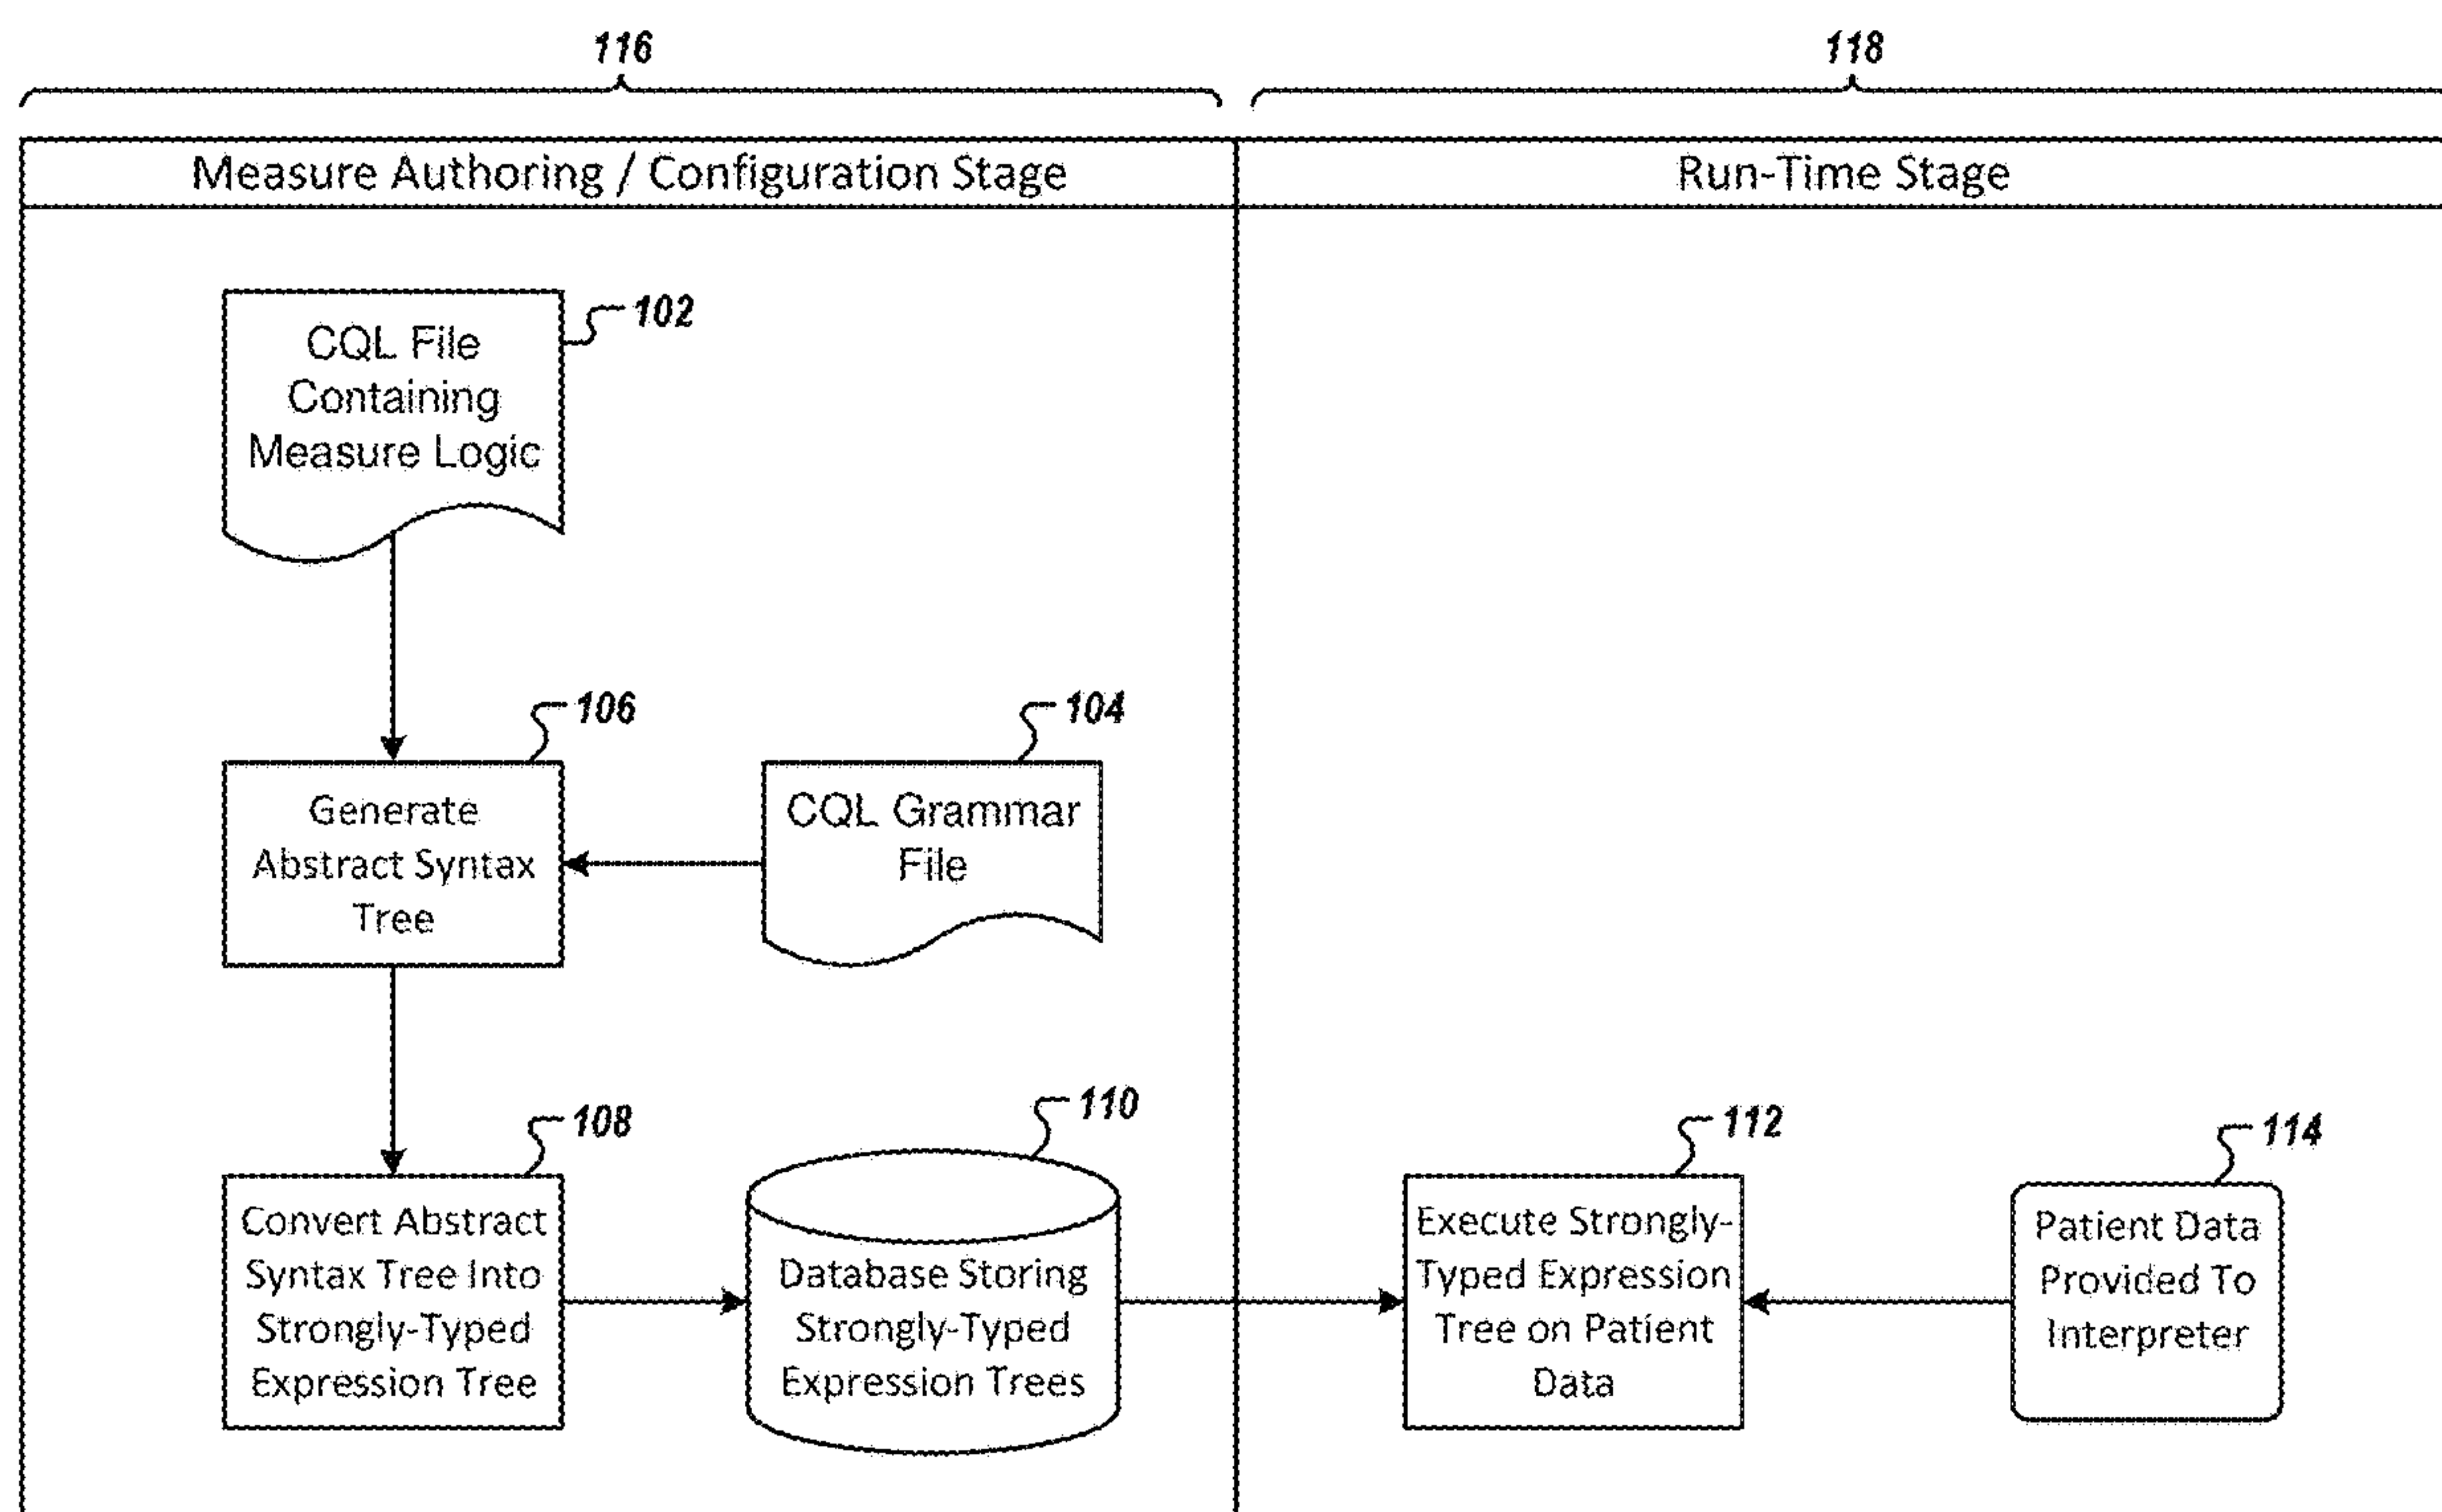 116
118
Measure Authoring / Configuration Stage
Run-Time Stage
CQL File
Containing
Measure Logic
102
106
104
Generate
Abstract Syntax
Tree
CQL Grammar
File
108
110
112
114
Convert Abstract
Syntax Tree Into
Strongly-Typed
Expression Tree
Database Storing
Strongly-Typed
Expression Trees
Execute Strongly-
Typed Expression
Tree on Patient
Data
Patient Data
Provided To
Interpreter